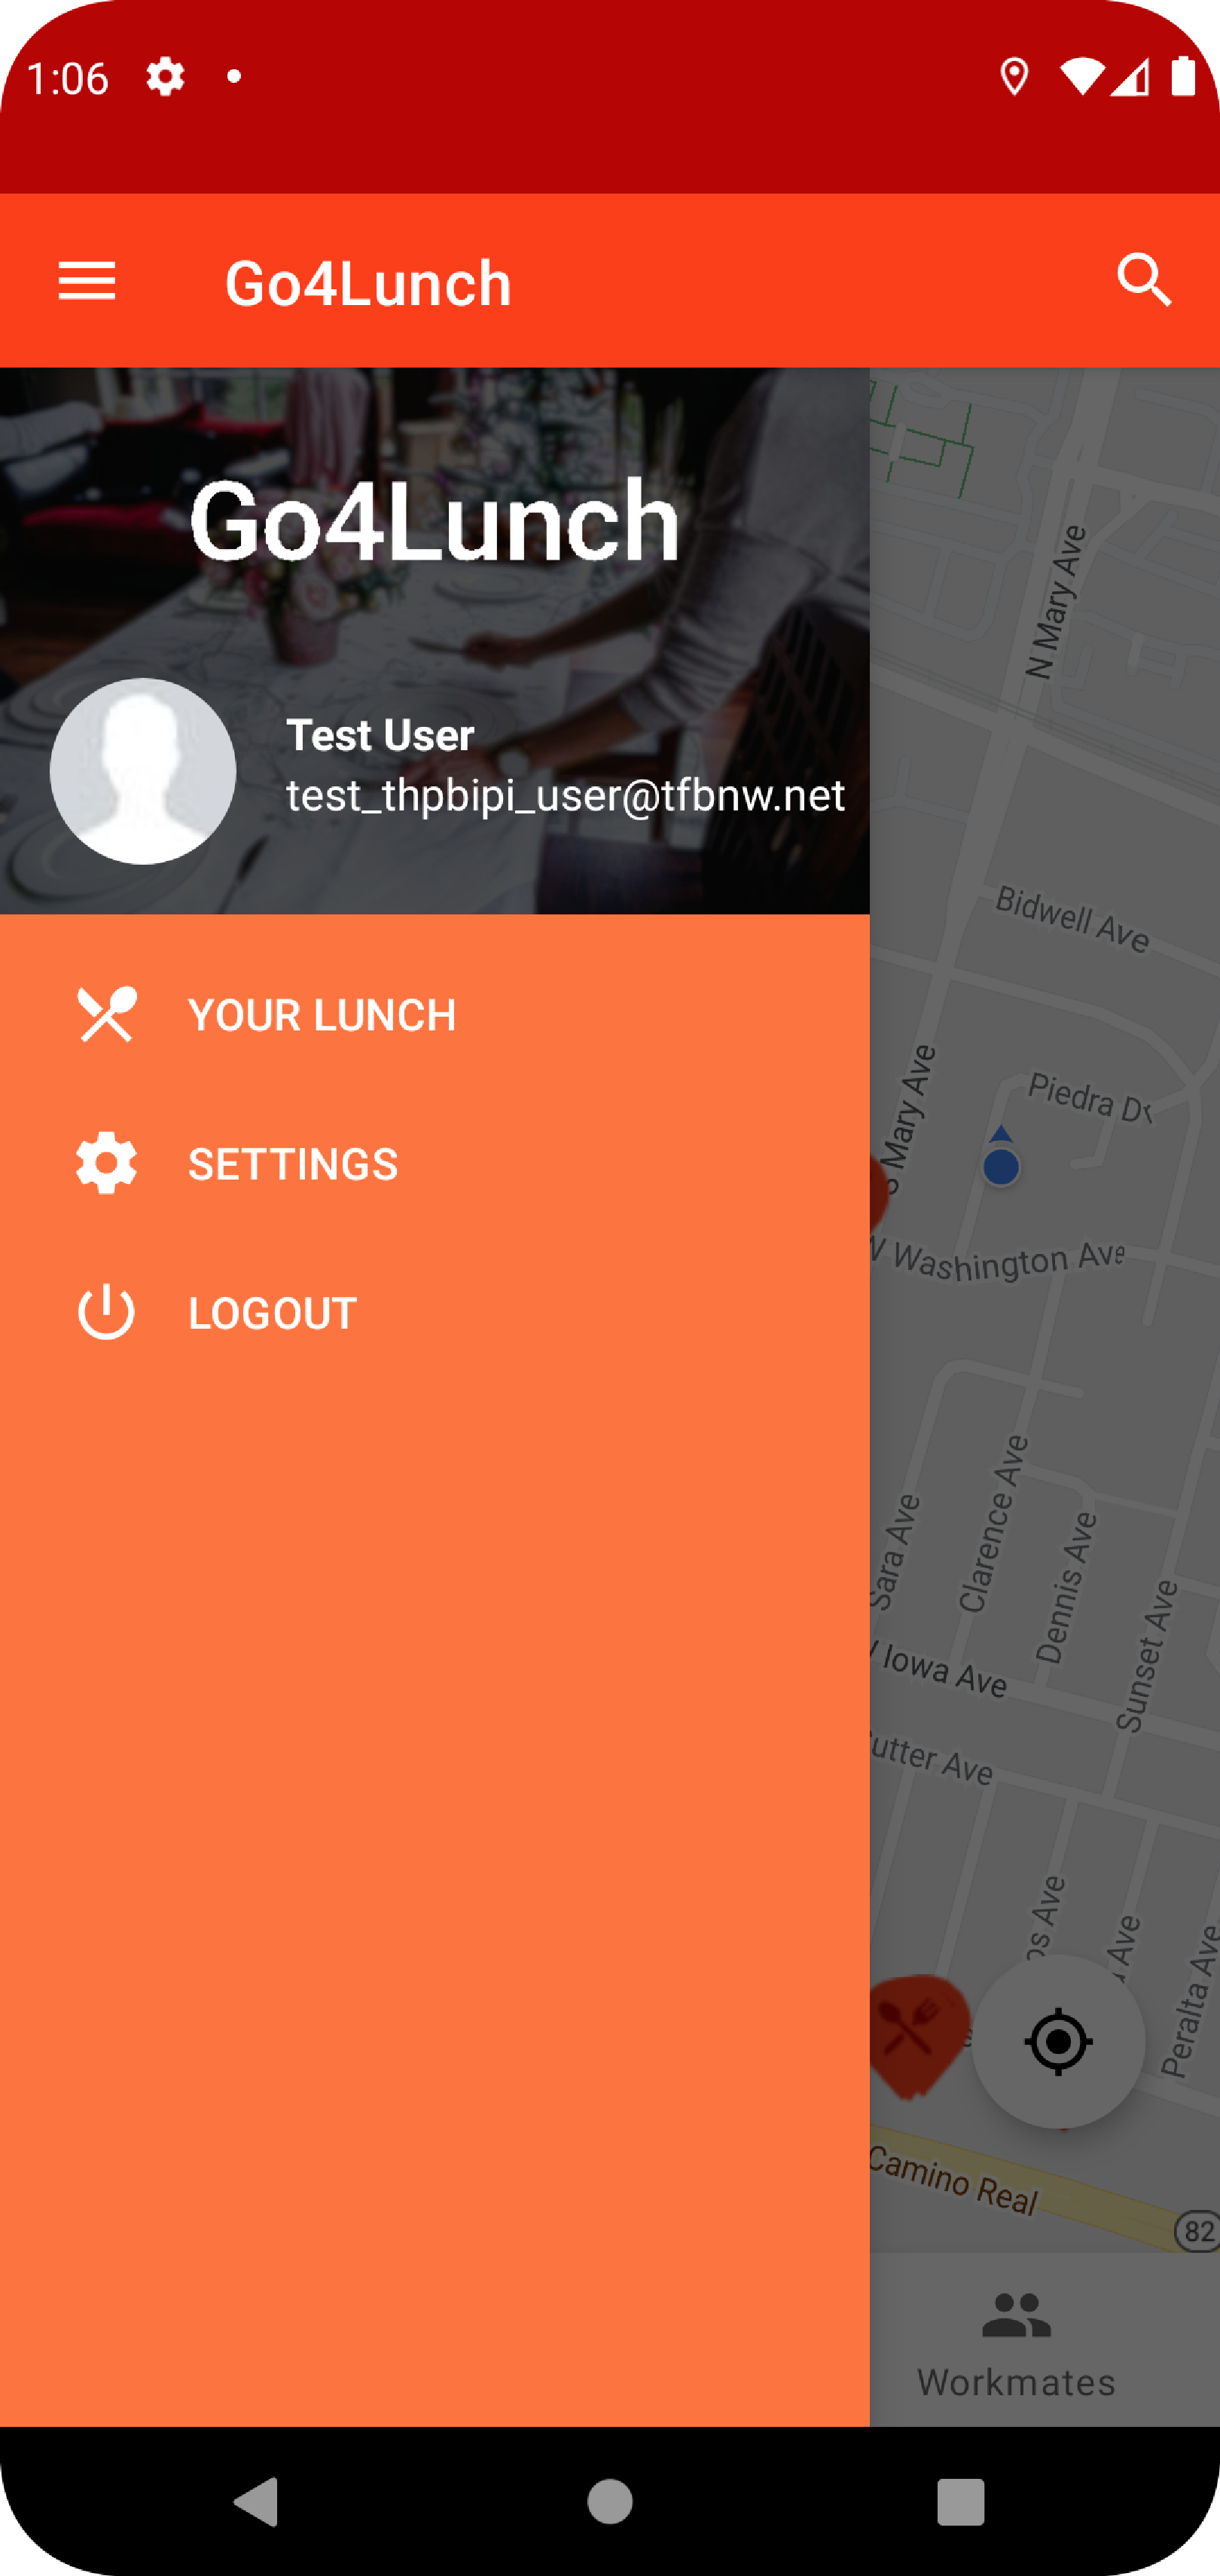 1:06
Go4Lunch
Go4Lunch
Test User
test_thpbipi_user@tfbnw.net
YOUR LUNCH
SETTINGS
LOGOUT
N Mary Ave
Bidwell Ave
Piedra Dr
S Mary Ave
W Washington Ave
Clarence Ave
Sara Ave
Dennis Ave
Sunset Ave
Iowa Ave
utter Ave
os Ave
Ave
Peralta Ave
Camino Real
82
Workmates